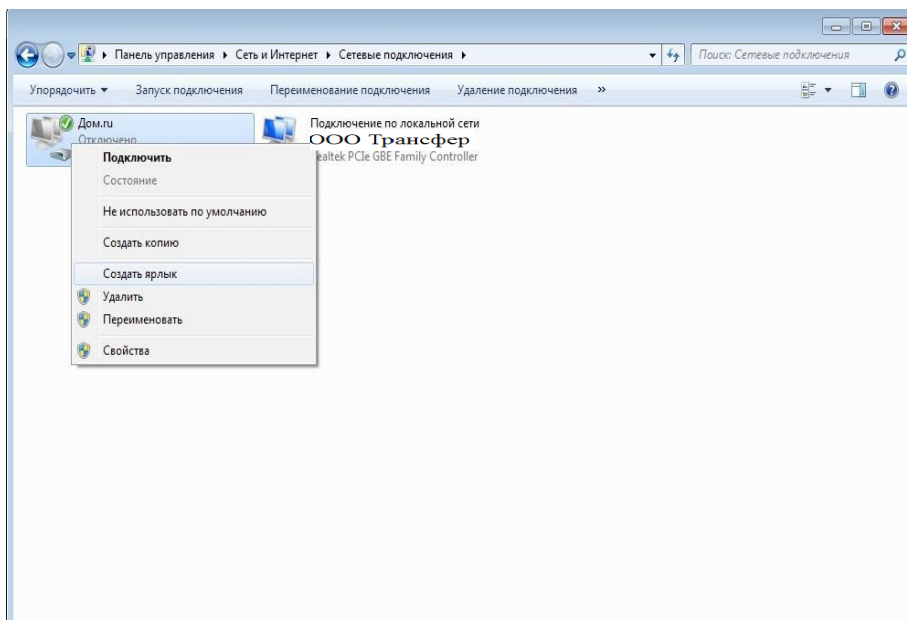 Панель управления ▸ Сеть и Интернет ▸ Сетевые подключения ▸
Поиск: Сетевые подключения
Упорядочить ▼ Запуск подключения Переименование подключения Удаление подключения »
Дом.ru
Отключено
Подключение по локальной сети
ООО Трансфер
ealtek PCIe GBE Family Controller
Подключить
Состояние
Не использовать по умолчанию
Создать копию
Создать ярлык
Удалить
Переименовать
Свойства